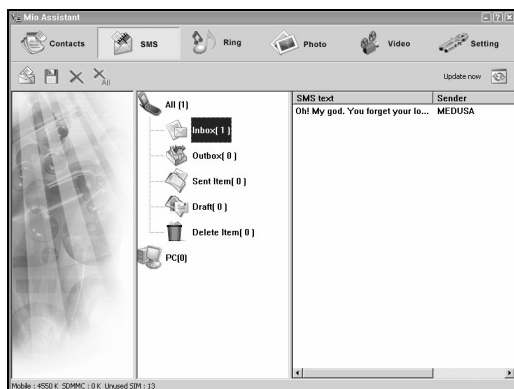 Mio Assistant
Contacts SMS Ring Photo Video Setting
All
Update now
All (1)
Inbox( 1 )
Outbox( 0 )
Sent Item( 0 )
Draft( 0 )
Delete Item( 0 )
PC(0)
SMS text Sender
Oh! My god. You forget your lo... MEDUSA
Mobile : 4550 K SDMMC : 0 K Unused SIM : 13